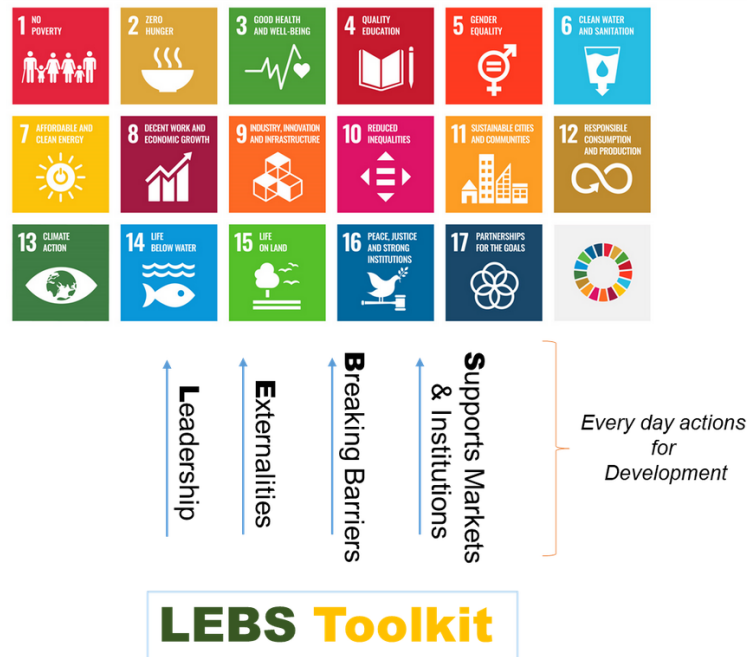 1 NO
POVERTY
2 ZERO
HUNGER
3 GOOD HEALTH
AND WELL-BEING
4 QUALITY
EDUCATION
5 GENDER
EQUALITY
6 CLEAN WATER
AND SANITATION
7 AFFORDABLE AND
CLEAN ENERGY
8 DECENT WORK AND
ECONOMIC GROWTH
9 INDUSTRY, INNOVATION
AND INFRASTRUCTURE
10 REDUCED
INEQUALITIES
11 SUSTAINABLE CITIES
AND COMMUNITIES
12 RESPONSIBLE
CONSUMPTION
AND PRODUCTION
13 CLIMATE
ACTION
14 LIFE
BELOW WATER
15 LIFE
ON LAND
16 PEACE, JUSTICE
AND STRONG
INSTITUTIONS
17 PARTNERSHIPS
FOR THE GOALS
Leadership
Externalities
Breaking Barriers
Supports Markets
& Institutions
Every day actions
for
Development
LEBS Toolkit